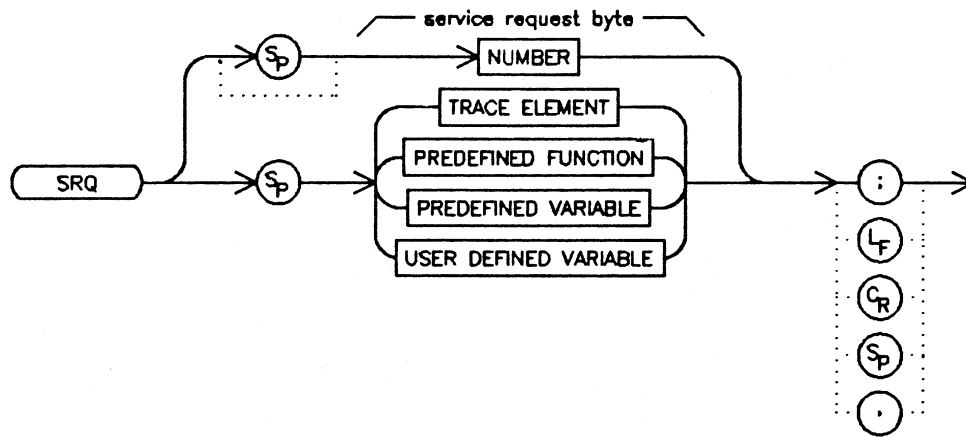 service request byte
SP
NUMBER
TRACE ELEMENT
PREDEFINED FUNCTION
SRQ
SP
;
PREDEFINED VARIABLE
LF
USER DEFINED VARIABLE
CR
SP
,